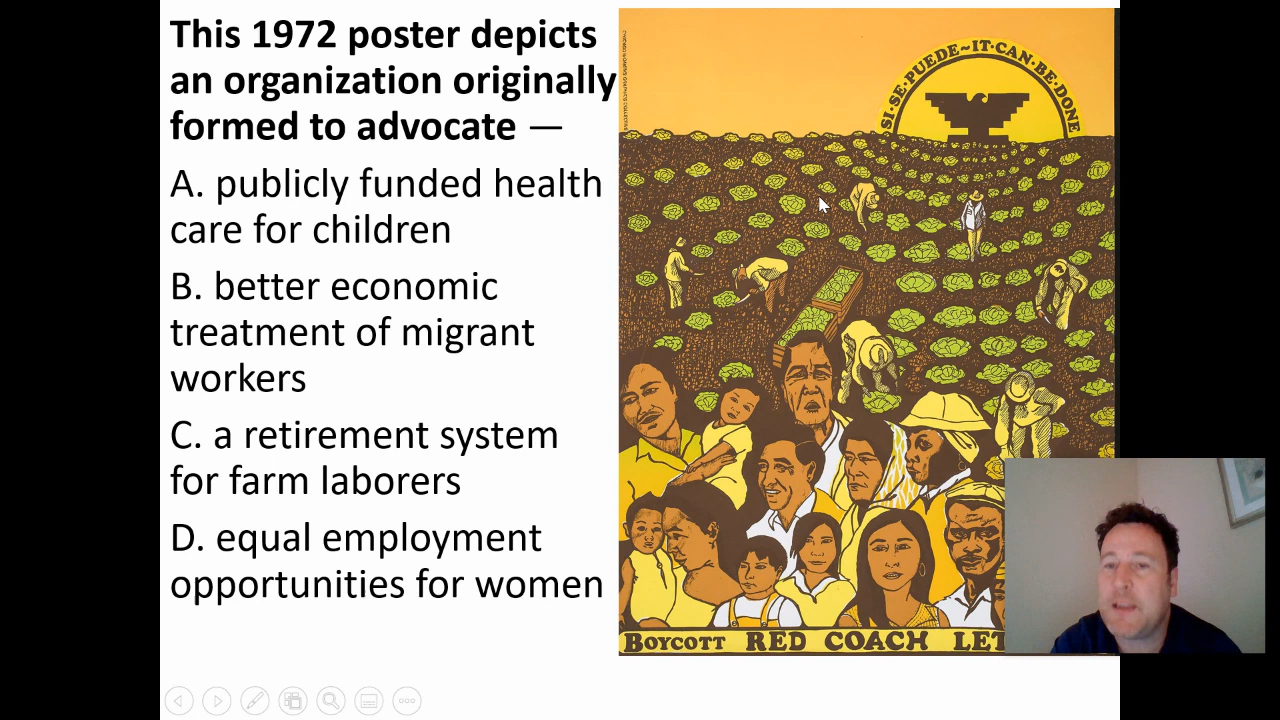 This 1972 poster depicts
an organization originally
formed to advocate —
A. publicly funded health
care for children
B. better economic
treatment of migrant
workers
C. a retirement system
for farm laborers
D. equal employment
opportunities for women
SI·SE·PUEDE~IT·CAN·BE·DONE
BOYCOTT RED COACH LET